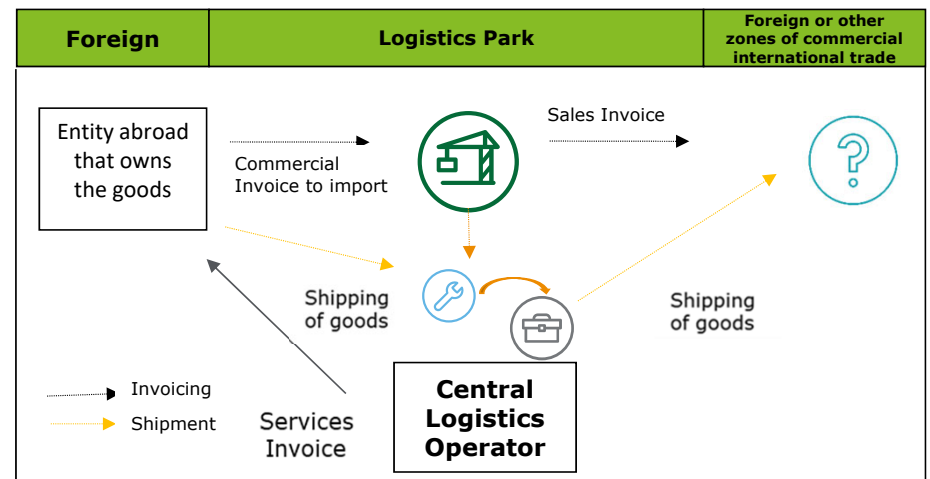 Foreign
Logistics Park
Foreign or other
zones of commercial
international trade
Entity abroad
that owns
the goods
Commercial
Invoice to import
Sales Invoice
Shipping
of goods
Shipping
of goods
Invoicing
Shipment
Services
Invoice
Central
Logistics
Operator